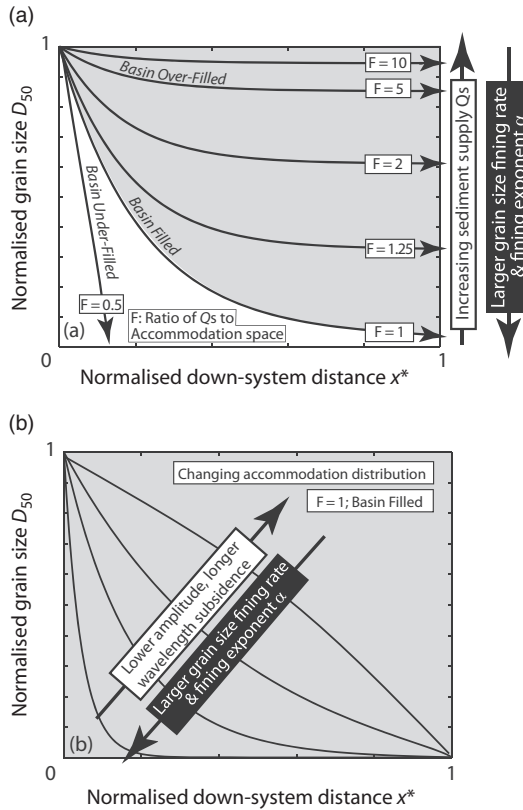 (a)
1
Normalised grain size D50
0
Basin Over-Filled
Basin Filled
Basin Under-Filled
F = 10
F = 5
F = 2
F = 1.25
F = 1
F = 0.5
F: Ratio of Qs to
Accommodation space
(a)
1
Normalised down-system distance x*
Increasing sediment supply Qs
Larger grain size fining rate
& fining exponent α
(b)
1
Normalised grain size D50
0
Changing accommodation distribution
F = 1; Basin Filled
Lower amplitude, longer
wavelength subsidence
Larger grain size fining rate
& fining exponent α
(b)
1
Normalised down-system distance x*